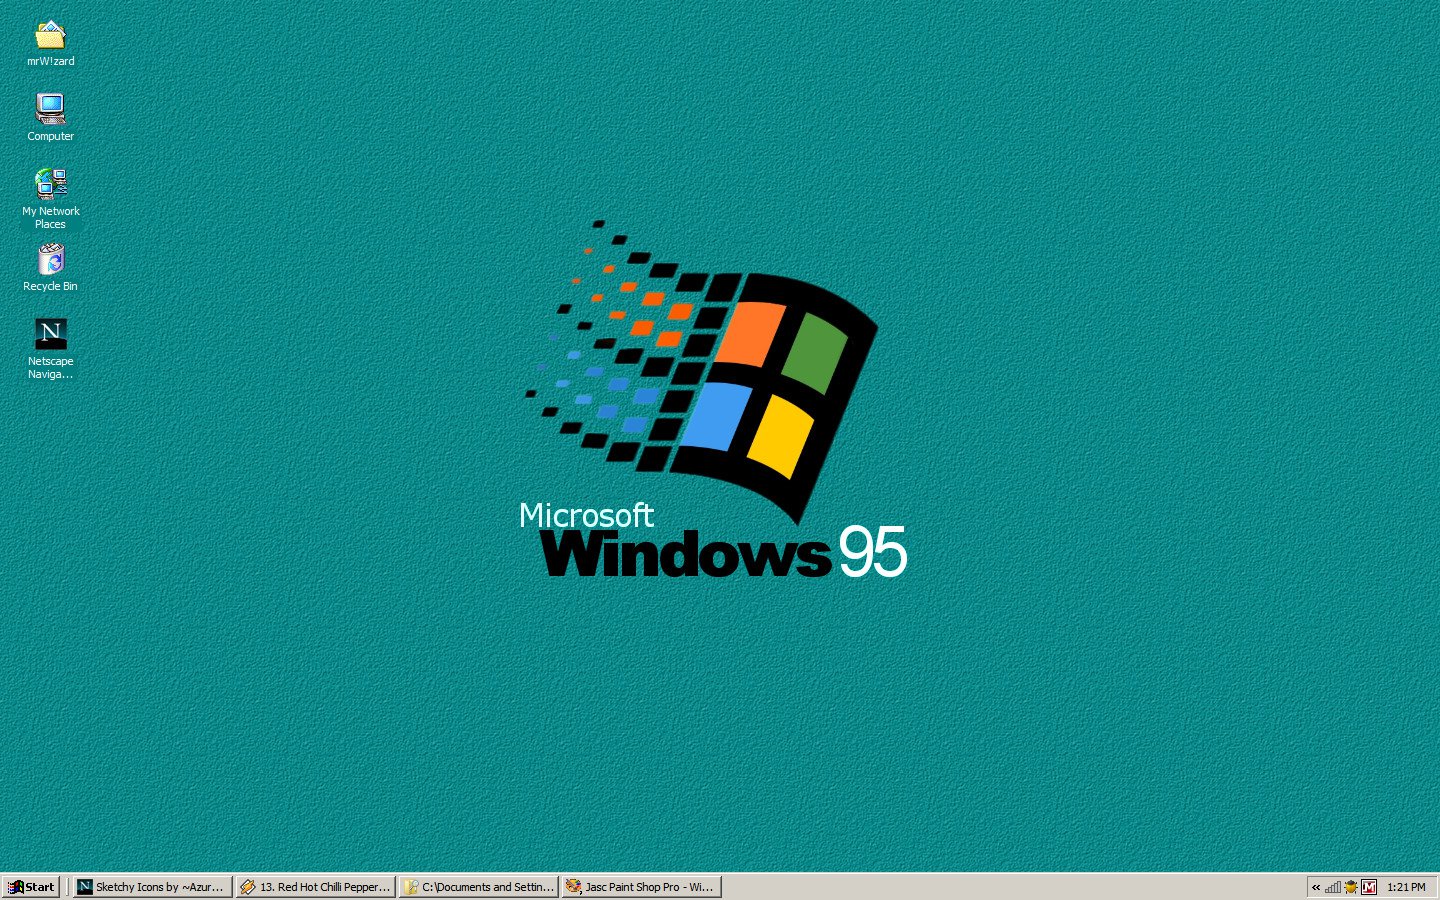 mrW!zard
Computer
My Network
Places
Recycle Bin
N
Netscape
Naviga...
Microsoft
Windows 95
Start
N
Sketchy Icons by ~Azur...
13. Red Hot Chilli Pepper...
C:\Documents and Settin...
Jasc Paint Shop Pro - Wi...
«
M
1:21 PM